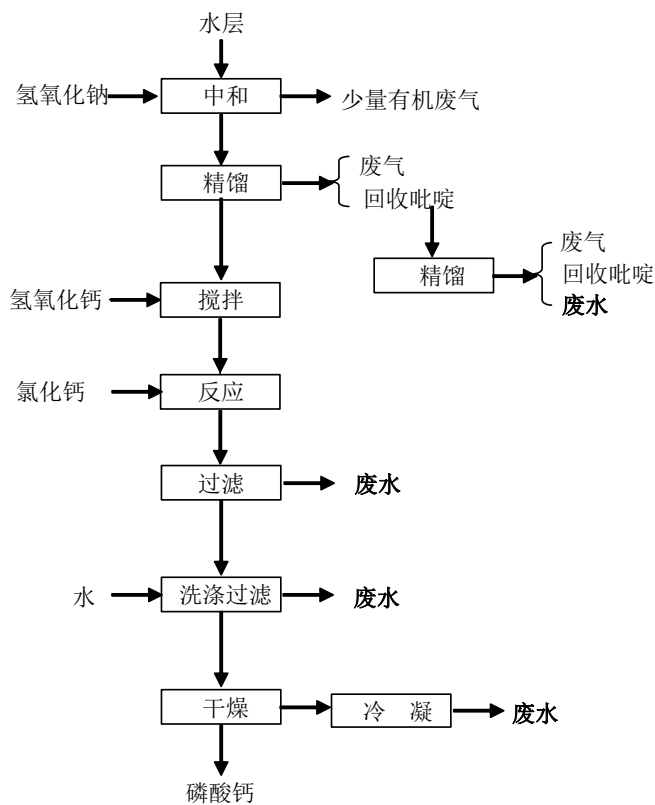 水层
氢氧化钠
中和
少量有机废气
精馏
废气
回收吡啶
精馏
废气
回收吡啶
废水
氢氧化钙
搅拌
氯化钙
反应
过滤
废水
水
洗涤过滤
废水
干燥
冷 凝
废水
磷酸钙